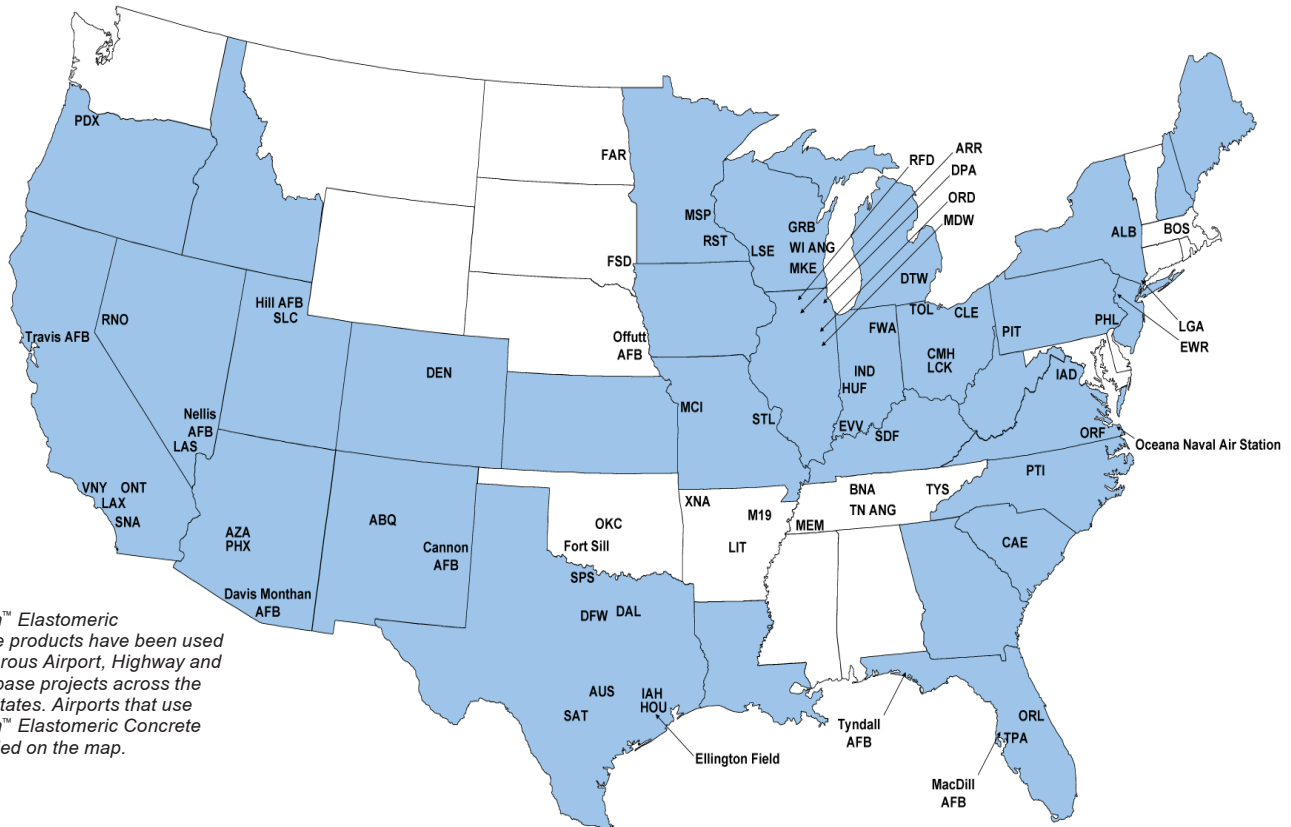 PDX
FAR
MSP
RST
FSD
LSE
GRB
WI ANG
MKE
RFD
ARR
DPA
ORD
MDW
DTW
ALB
BOS
LGA
EWR
Hill AFB
SLC
RNO
Travis AFB
Offutt
AFB
TOL
CLE
FWA
PIT
PHL
DEN
CMH
LCK
IND
HUF
IAD
Nellis
AFB
LAS
MCI
STL
EVV
SDF
ORF
Oceana Naval Air Station
VNY
ONT
LAX
SNA
AZA
PHX
ABQ
Cannon
AFB
Davis Monthan
AFB
OKC
Fort Sill
XNA
M19
LIT
BNA
TYS
TN ANG
MEM
PTI
CAE
SPS
DFW
DAL
AUS
SAT
IAH
HOU
Ellington Field
Tyndall
AFB
ORL
TPA
MacDill
AFB
™ Elastomeric
products have been used
Airport, Highway and
base projects across the
Airports that use
™ Elastomeric Concrete
on the map.